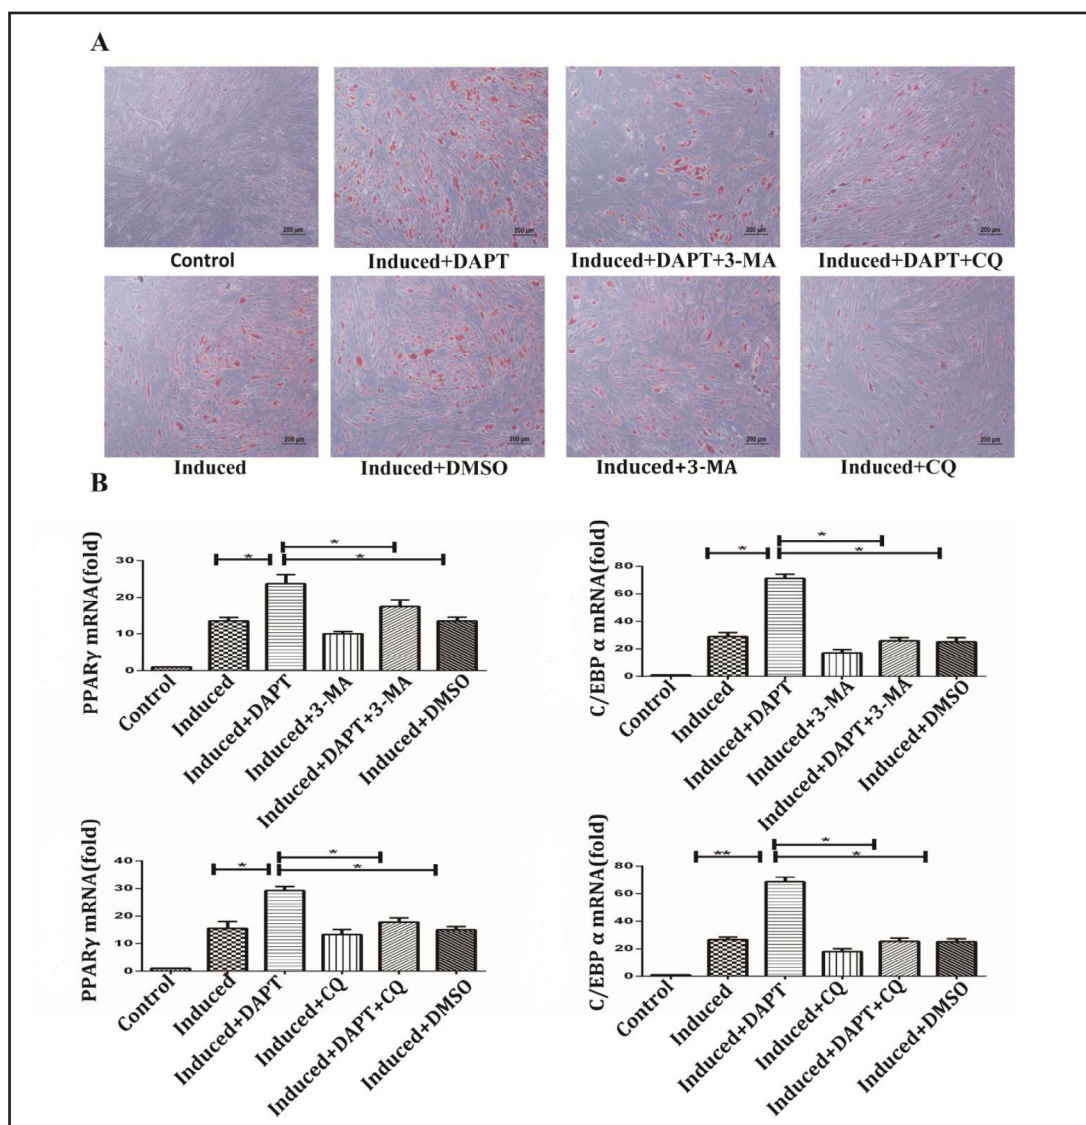 A
200 µm
200 µm
200 µm
200 µm
Control
Induced+DAPT
Induced+DAPT+3-MA
Induced+DAPT+CQ
200 µm
200 µm
200 µm
200 µm
Induced
Induced+DMSO
Induced+3-MA
Induced+CQ
B
PPARγ mRNA(fold)
30
20
10
0
* * *
Control
Induced
Induced+DAPT
Induced+3-MA
Induced+DAPT+3-MA
Induced+DMSO
C/EBP α mRNA(fold)
80
60
40
20
0
* * *
Control
Induced
Induced+DAPT
Induced+3-MA
Induced+DAPT+3-MA
Induced+DMSO
PPARγ mRNA(fold)
40
30
20
10
0
* * *
Control
Induced
Induced+DAPT
Induced+CQ
Induced+DAPT+CQ
Induced+DMSO
C/EBP α mRNA(fold)
80
60
40
20
0
** * *
Control
Induced
Induced+DAPT
Induced+CQ
Induced+DAPT+CQ
Induced+DMSO